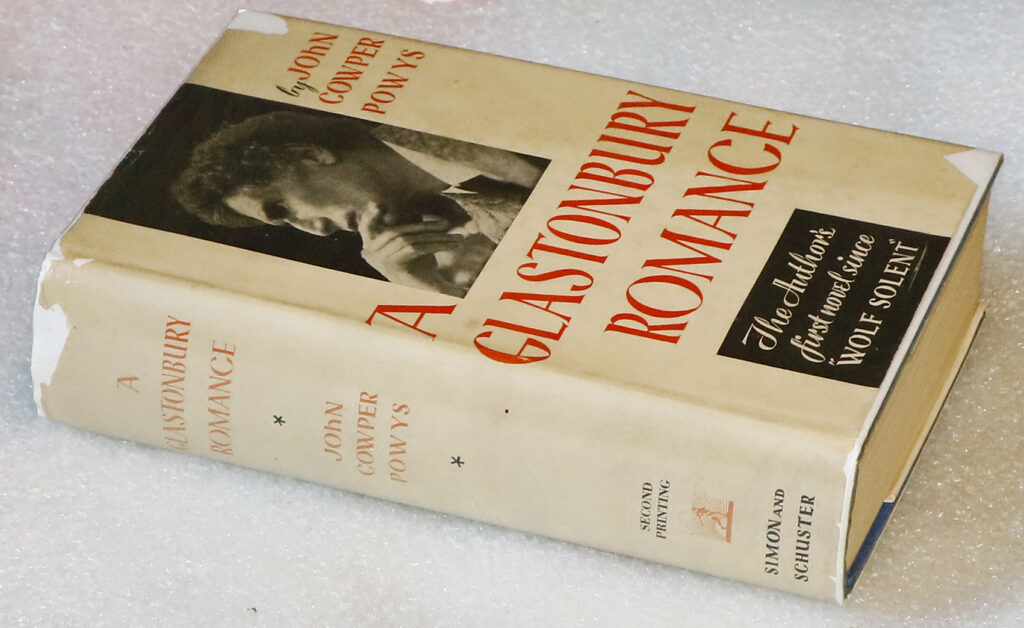 by JOhN
COWPER
POWYS
A
GLASTONBURY
ROMANCE
The Author's
first novel since
"WOLF SOLENT"
A
GLASTONBURY
ROMANCE
*
JOhN
COWPER
POWYS
*
SECOND
PRINTING
SIMON AND
SCHUSTER